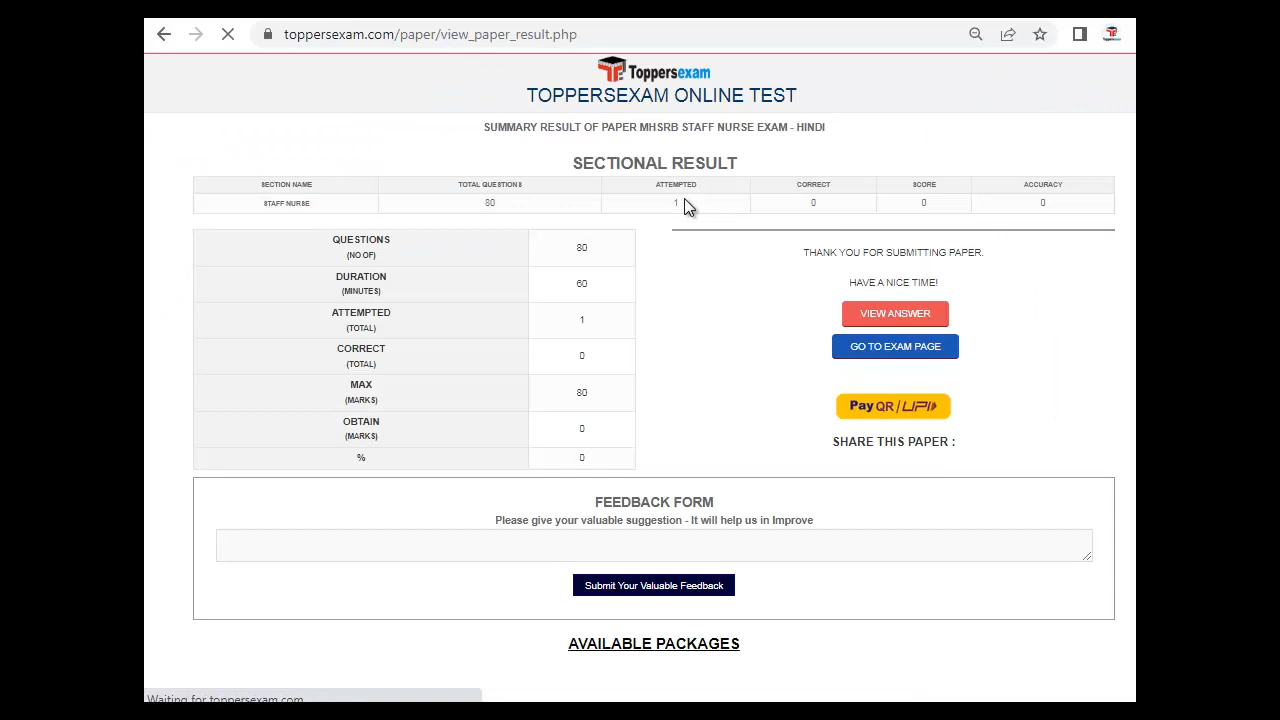 toppersexam.com/paper/view_paper_result.php
Toppersexam
TOPPERSEXAM ONLINE TEST
SUMMARY RESULT OF PAPER MHSRB STAFF NURSE EXAM - HINDI
SECTIONAL RESULT
SECTION NAME TOTAL QUESTIONS ATTEMPTED CORRECT SCORE ACCURACY
STAFF NURSE 80 1 0 0 0
QUESTIONS
(NO OF)
80
DURATION
(MINUTES)
60
ATTEMPTED
(TOTAL)
1
CORRECT
(TOTAL)
0
MAX
(MARKS)
80
OBTAIN
(MARKS)
0
% 0
THANK YOU FOR SUBMITTING PAPER.
HAVE A NICE TIME!
VIEW ANSWER
GO TO EXAM PAGE
Pay QR/UPI
SHARE THIS PAPER :
FEEDBACK FORM
Please give your valuable suggestion - It will help us in Improve
Submit Your Valuable Feedback
AVAILABLE PACKAGES
Waiting for toppersexam.com